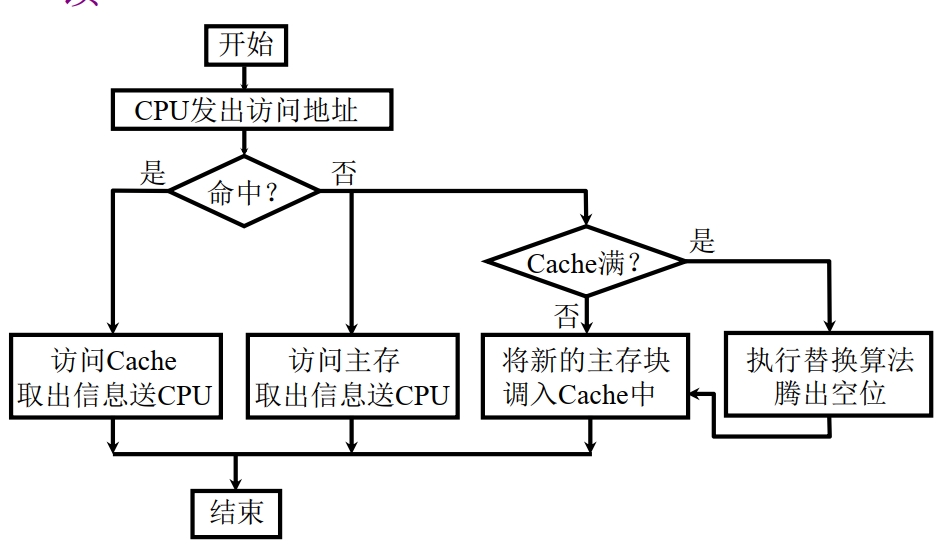 开始
CPU发出访问地址
是
命中？
否
Cache满？
是
否
访问Cache
取出信息送CPU
访问主存
取出信息送CPU
将新的主存块
调入Cache中
执行替换算法
腾出空位
结束